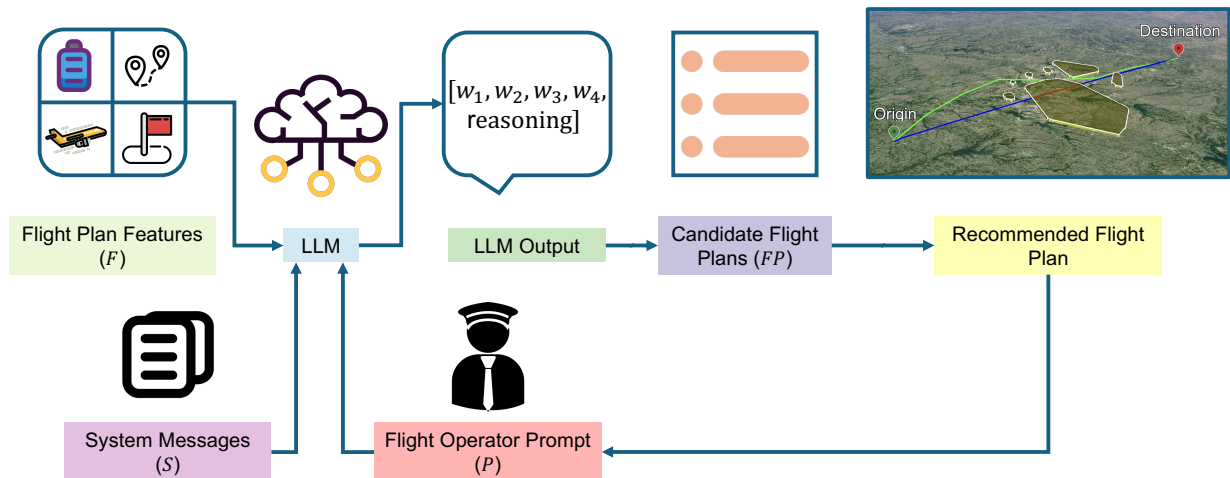 [w₁, w₂, w₃, w₄,
reasoning]
Destination
Origin
Flight Plan Features
(F)
LLM
LLM Output
Candidate Flight
Plans (FP)
Recommended Flight
Plan
System Messages
(S)
Flight Operator Prompt
(P)